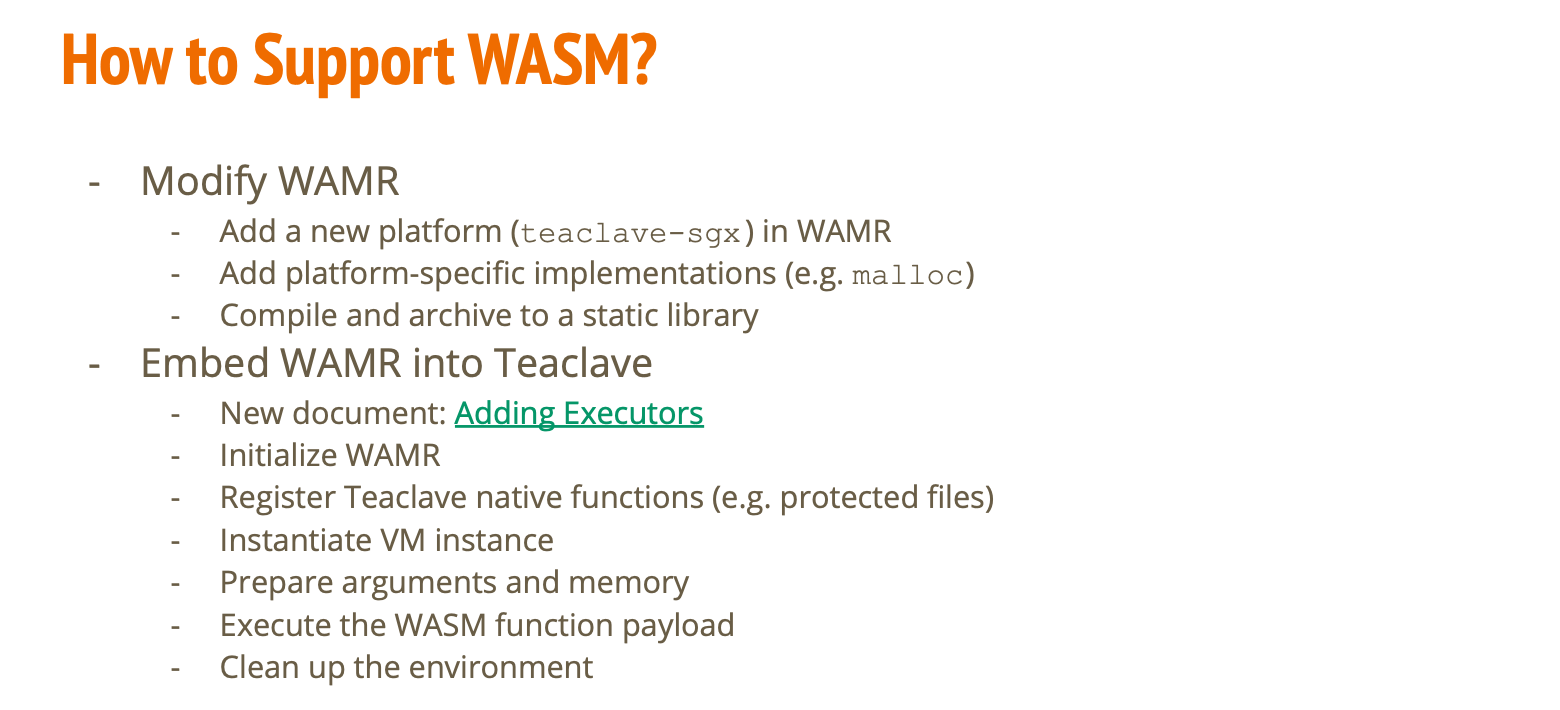 How to Support WASM?
- Modify WAMR
- Add a new platform (teaclave-sgx) in WAMR
- Add platform-specific implementations (e.g. malloc)
- Compile and archive to a static library
- Embed WAMR into Teaclave
- New document: Adding Executors
- Initialize WAMR
- Register Teaclave native functions (e.g. protected files)
- Instantiate VM instance
- Prepare arguments and memory
- Execute the WASM function payload
- Clean up the environment